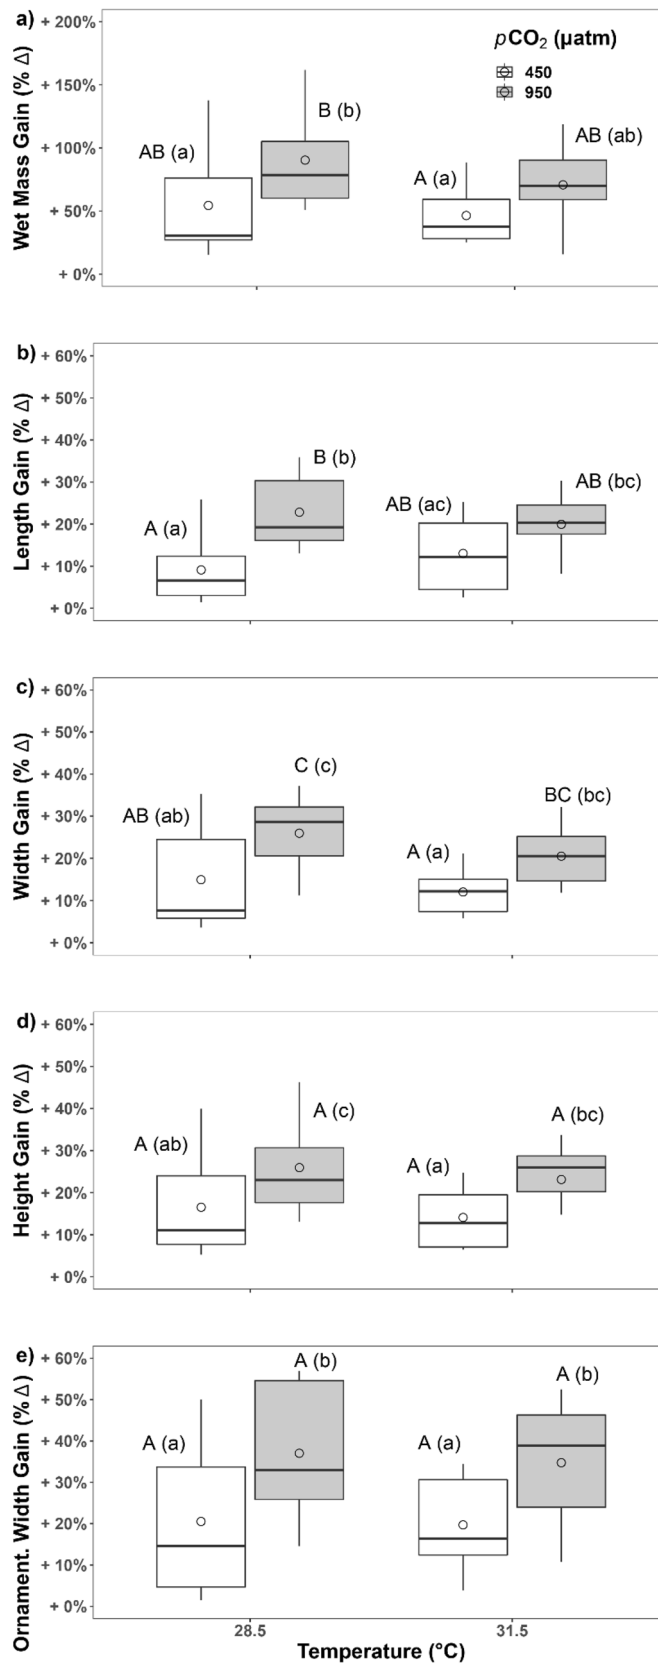 a)
+ 200%
+ 150%
+ 100%
+ 50%
+ 0%
Wet Mass Gain (% Δ)
pCO₂ (µatm)
450
950
AB (a)
B (b)
A (a)
AB (ab)
b)
+ 60%
+ 50%
+ 40%
+ 30%
+ 20%
+ 10%
+ 0%
Length Gain (% Δ)
A (a)
B (b)
AB (ac)
AB (bc)
c)
+ 60%
+ 50%
+ 40%
+ 30%
+ 20%
+ 10%
+ 0%
Width Gain (% Δ)
AB (ab)
C (c)
A (a)
BC (bc)
d)
+ 60%
+ 50%
+ 40%
+ 30%
+ 20%
+ 10%
+ 0%
Height Gain (% Δ)
A (ab)
A (c)
A (a)
A (bc)
e)
+ 60%
+ 50%
+ 40%
+ 30%
+ 20%
+ 10%
+ 0%
Ornament. Width Gain (% Δ)
A (a)
A (b)
A (a)
A (b)
28.5
31.5
Temperature (°C)